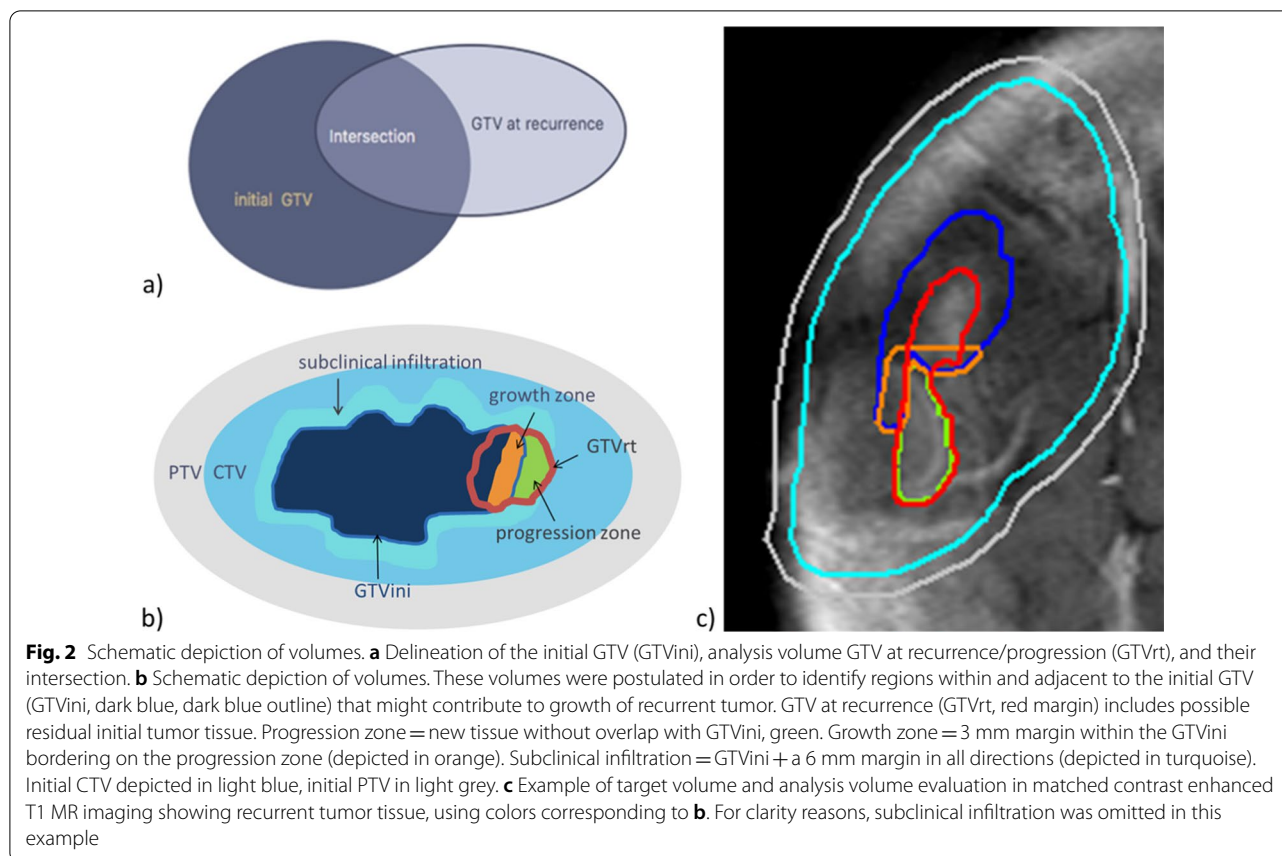 Intersection
GTV at recurrence
initial GTV
a)
subclinical infiltration
growth zone
GTVrt
PTV CTV
progression zone
GTVini
b)
c)
Fig. 2 Schematic depiction of volumes. a Delineation of the initial GTV (GTVini), analysis volume GTV at recurrence/progression (GTVrt), and their
intersection. b Schematic depiction of volumes. These volumes were postulated in order to identify regions within and adjacent to the initial GTV
(GTVini, dark blue, dark blue outline) that might contribute to growth of recurrent tumor. GTV at recurrence (GTVrt, red margin) includes possible
residual initial tumor tissue. Progression zone = new tissue without overlap with GTVini, green. Growth zone = 3 mm margin within the GTVini
bordering on the progression zone (depicted in orange). Subclinical infiltration = GTVini + a 6 mm margin in all directions (depicted in turquoise).
Initial CTV depicted in light blue, initial PTV in light grey. c Example of target volume and analysis volume evaluation in matched contrast enhanced
T1 MR imaging showing recurrent tumor tissue, using colors corresponding to b. For clarity reasons, subclinical infiltration was omitted in this
example